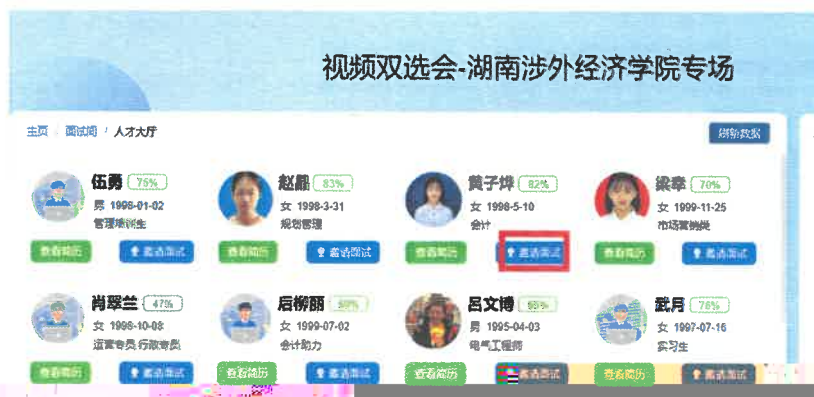 视频双选会-湖南涉外经济学院专场
主页 / 面试间 / 人才大厅
刷新数据
伍勇 75%
男 1998-01-02
管理培训生
查看简历 邀请面试
赵晶 83%
女 1998-3-31
规划管理
查看简历 邀请面试
黄子烨 82%
女 1998-5-10
会计
查看简历 邀请面试
梁幸 70%
女 1999-11-25
市场营销类
查看简历 邀请面试
肖翠兰 47%
女 1998-10-08
运营专员 行政专员
查看简历 邀请面试
后柳丽
女 1999-07-02
会计助力
查看简历 邀请面试
吕文博
男 1995-04-03
电气工程师
查看简历 邀请面试
武月 76%
女 1997-07-16
实习生
查看简历 邀请面试